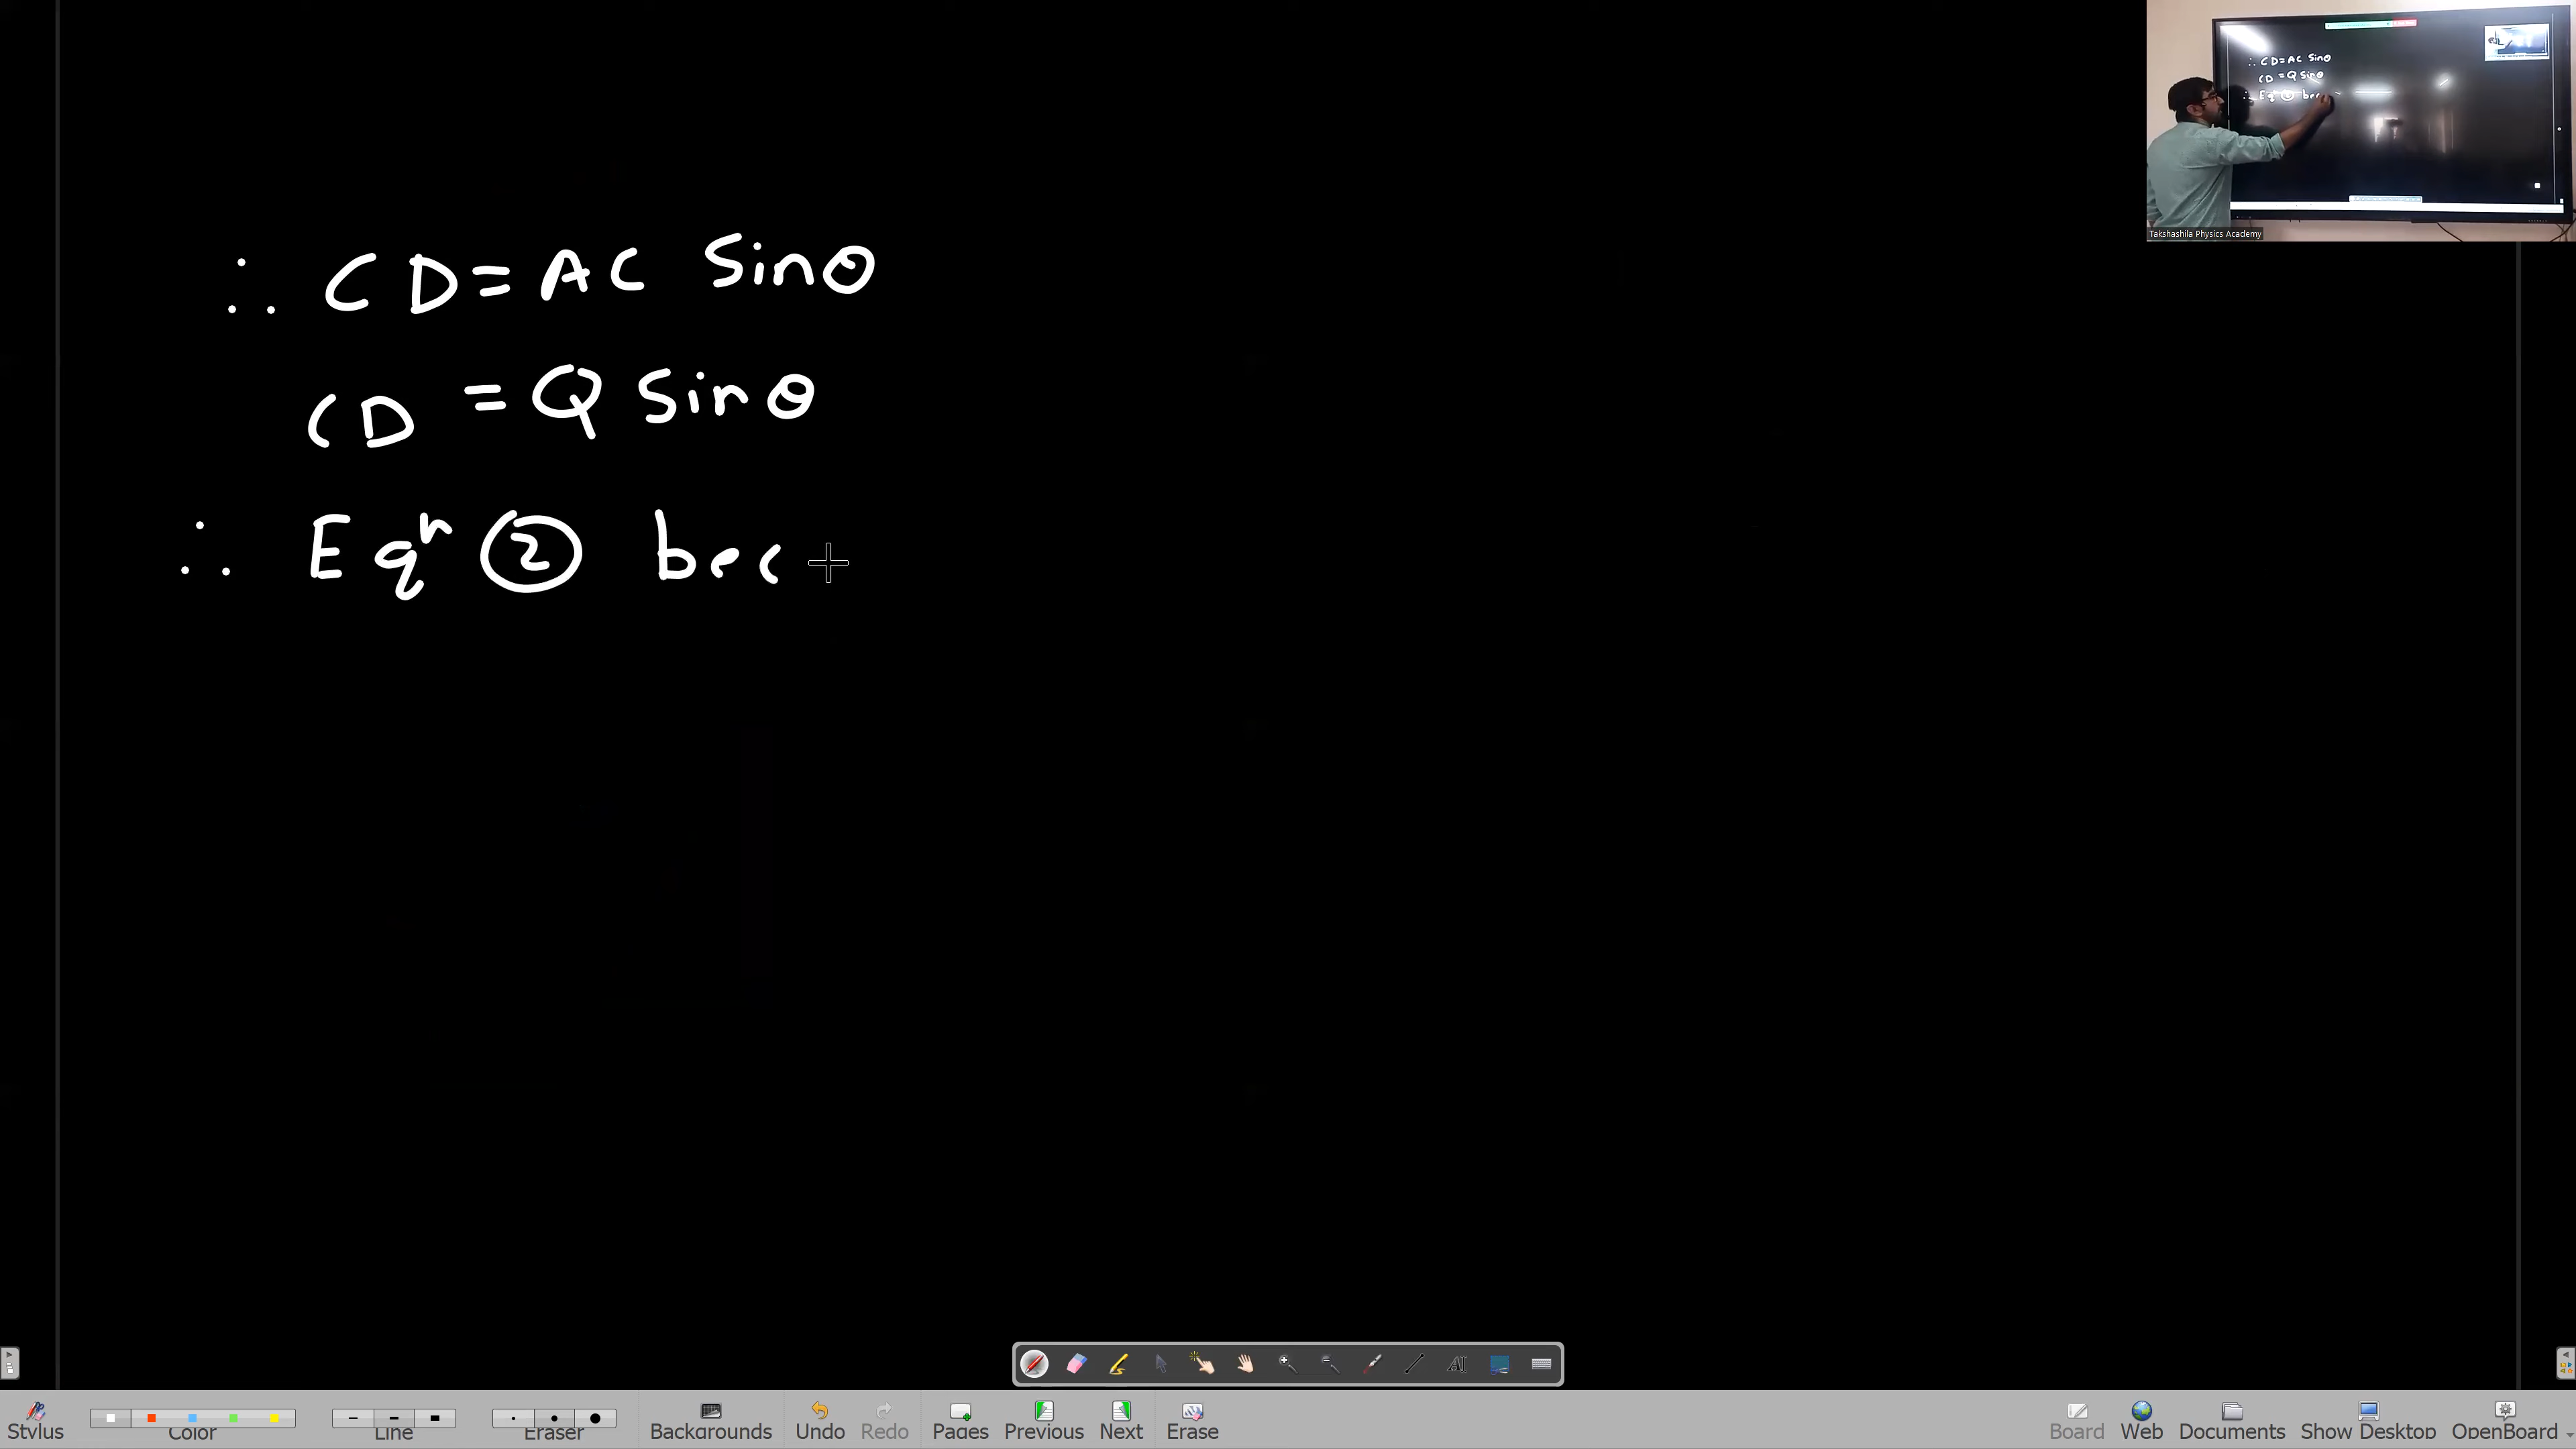 Takshashila Physics Academy
∴ CD = AC Sinθ
CD = Q Sinθ
∴ Eqⁿ ② bec
Stylus Color Line Eraser Backgrounds Undo Redo Pages Previous Next Erase Board Web Documents Show Desktop OpenBoard